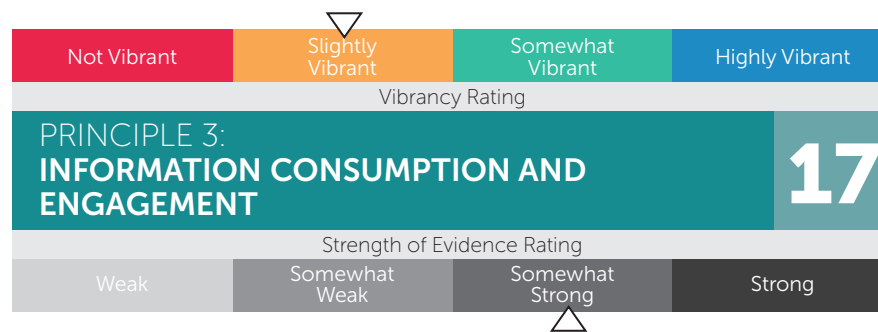 Not Vibrant
Slightly
Vibrant
Somewhat
Vibrant
Highly Vibrant
Vibrancy Rating
PRINCIPLE 3:
INFORMATION CONSUMPTION AND
ENGAGEMENT
17
Strength of Evidence Rating
Weak
Somewhat
Weak
Somewhat
Strong
Strong